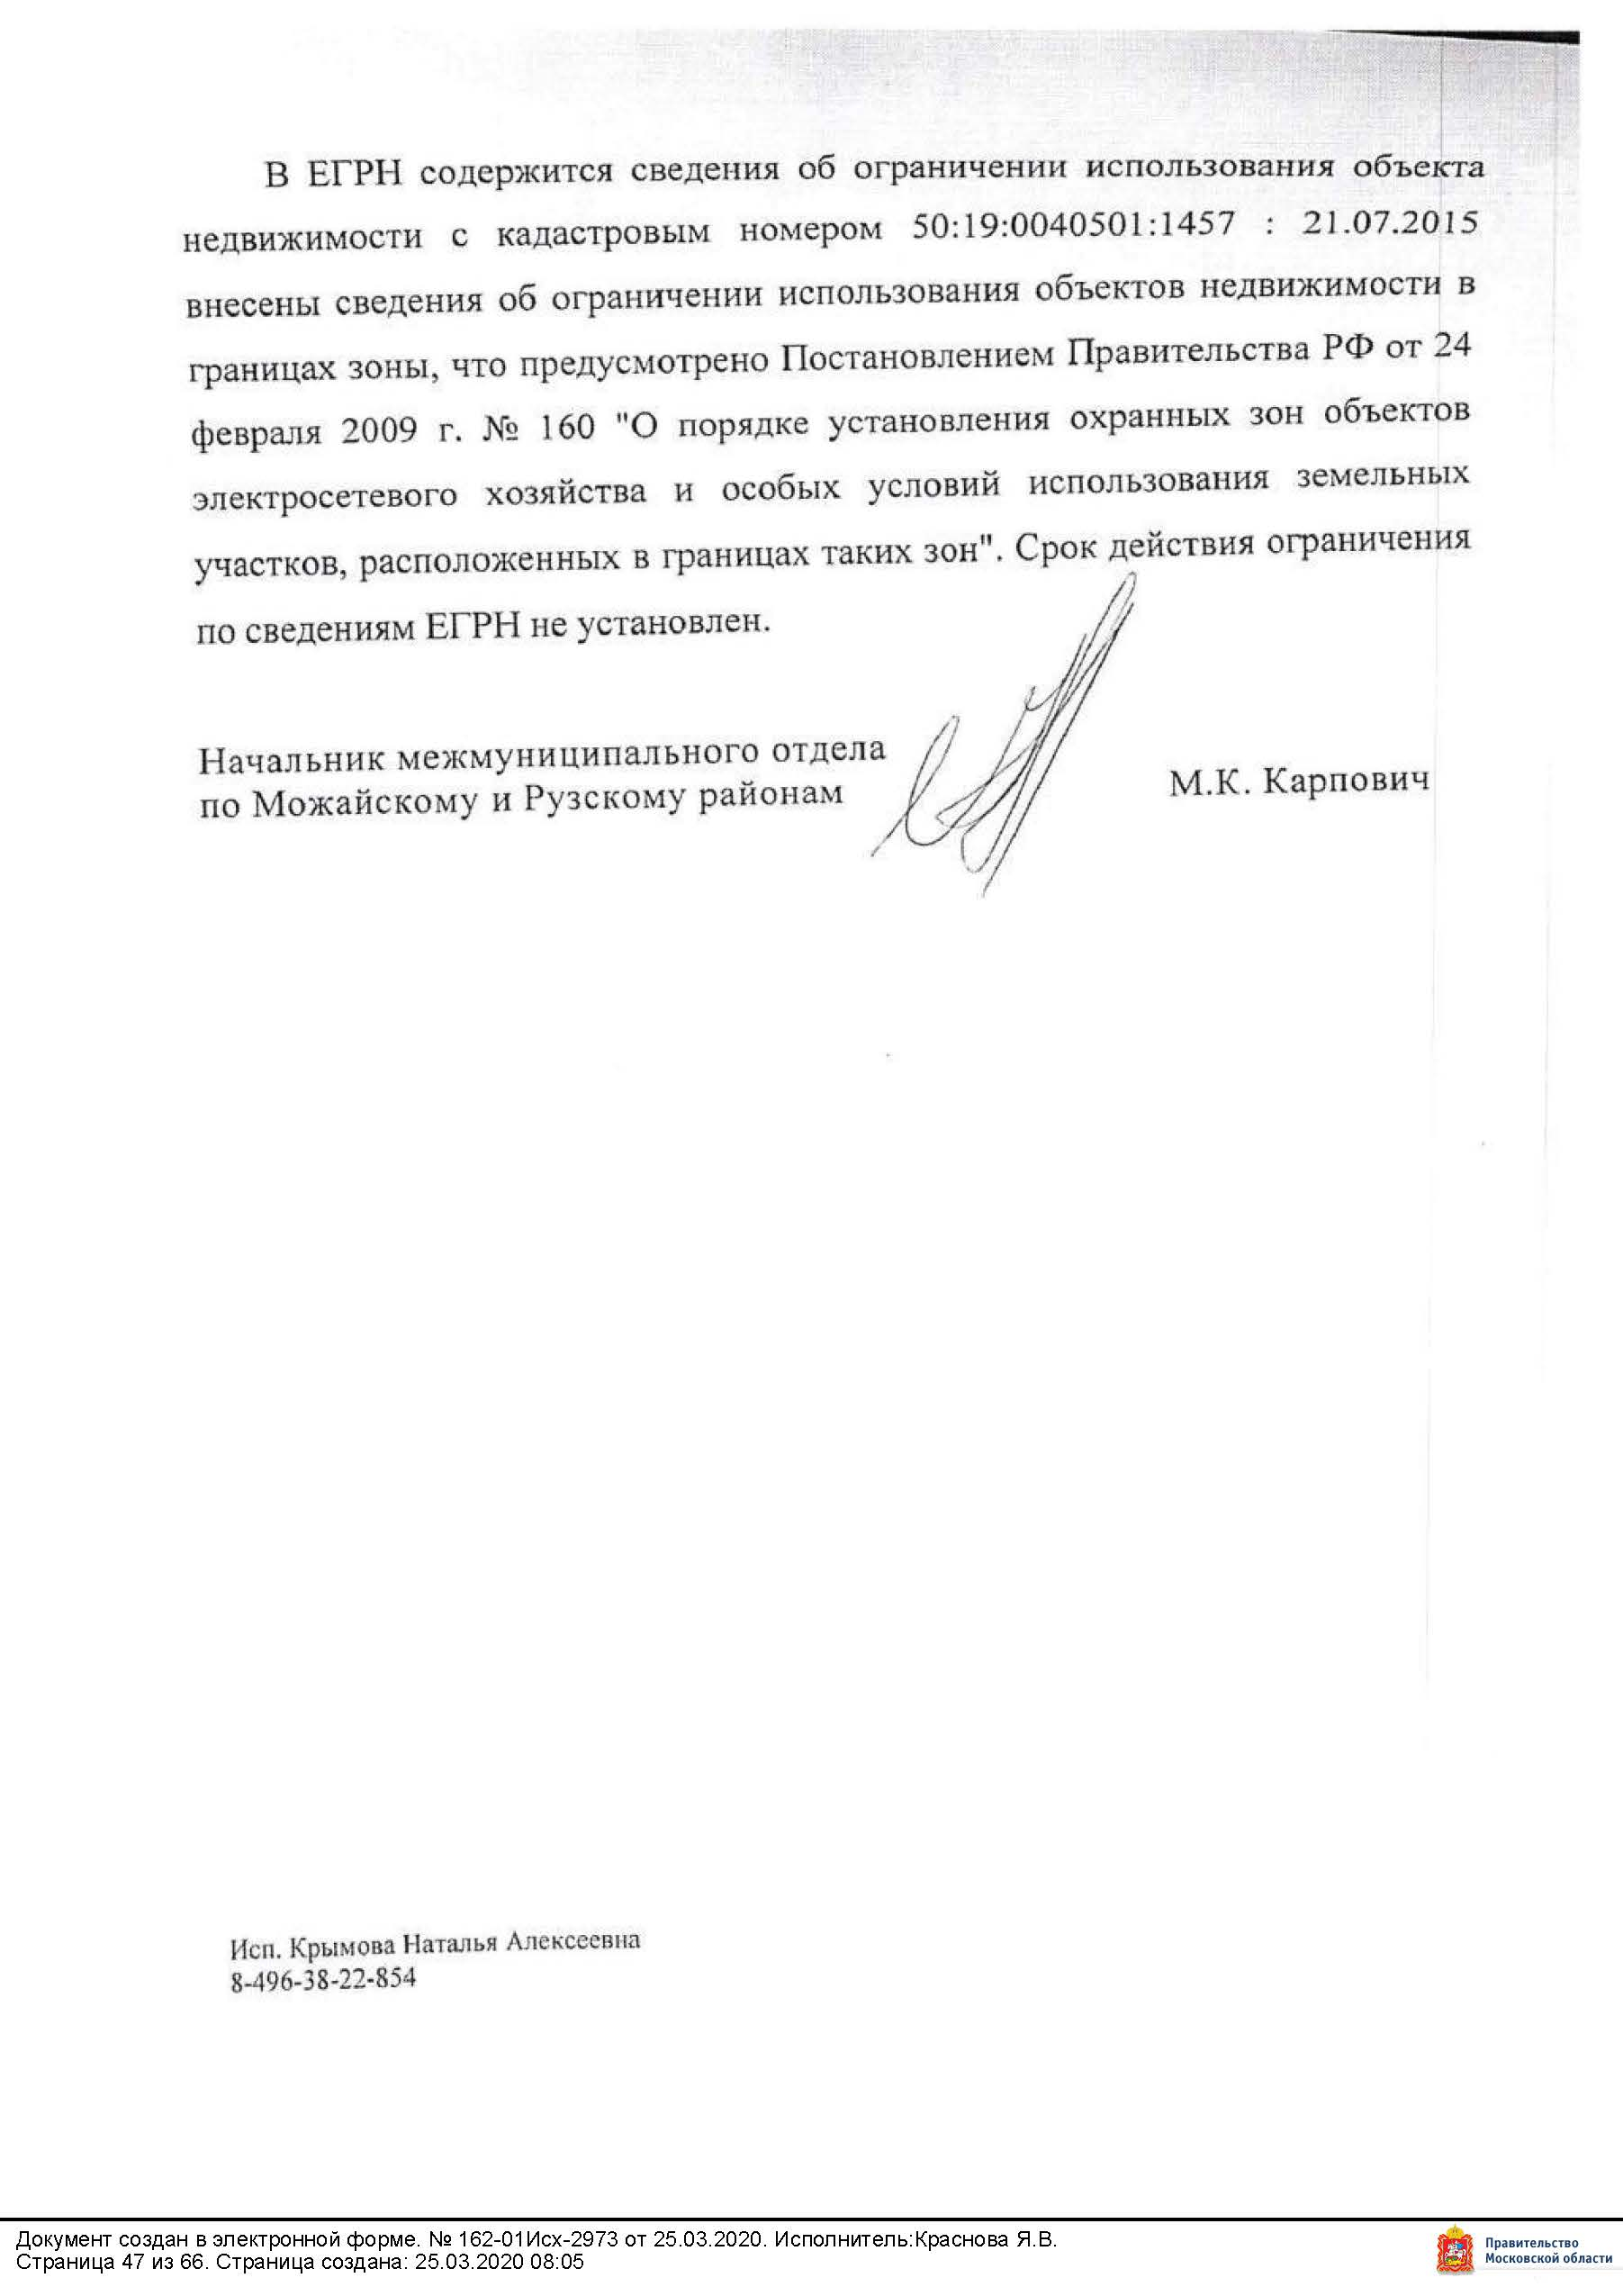 В ЕГРН содержится сведения об ограничении использования объекта
недвижимости с кадастровым номером 50:19:0040501:1457 : 21.07.2015
внесены сведения об ограничении использования объектов недвижимости в
границах зоны, что предусмотрено Постановлением Правительства РФ от 24
февраля 2009 г. № 160 "О порядке установления охранных зон объектов
электросетевого хозяйства и особых условий использования земельных
участков, расположенных в границах таких зон". Срок действия ограничения
по сведениям ЕГРН не установлен.
Начальник межмуниципального отдела
по Можайскому и Рузскому районам
М.К. Карпович
Исп. Крымова Наталья Алексеевна
8-496-38-22-854
Документ создан в электронной форме. № 162-01Исх-2973 от 25.03.2020. Исполнитель:Краснова Я.В.
Страница 47 из 66. Страница создана: 25.03.2020 08:05
Правительство
Московской области